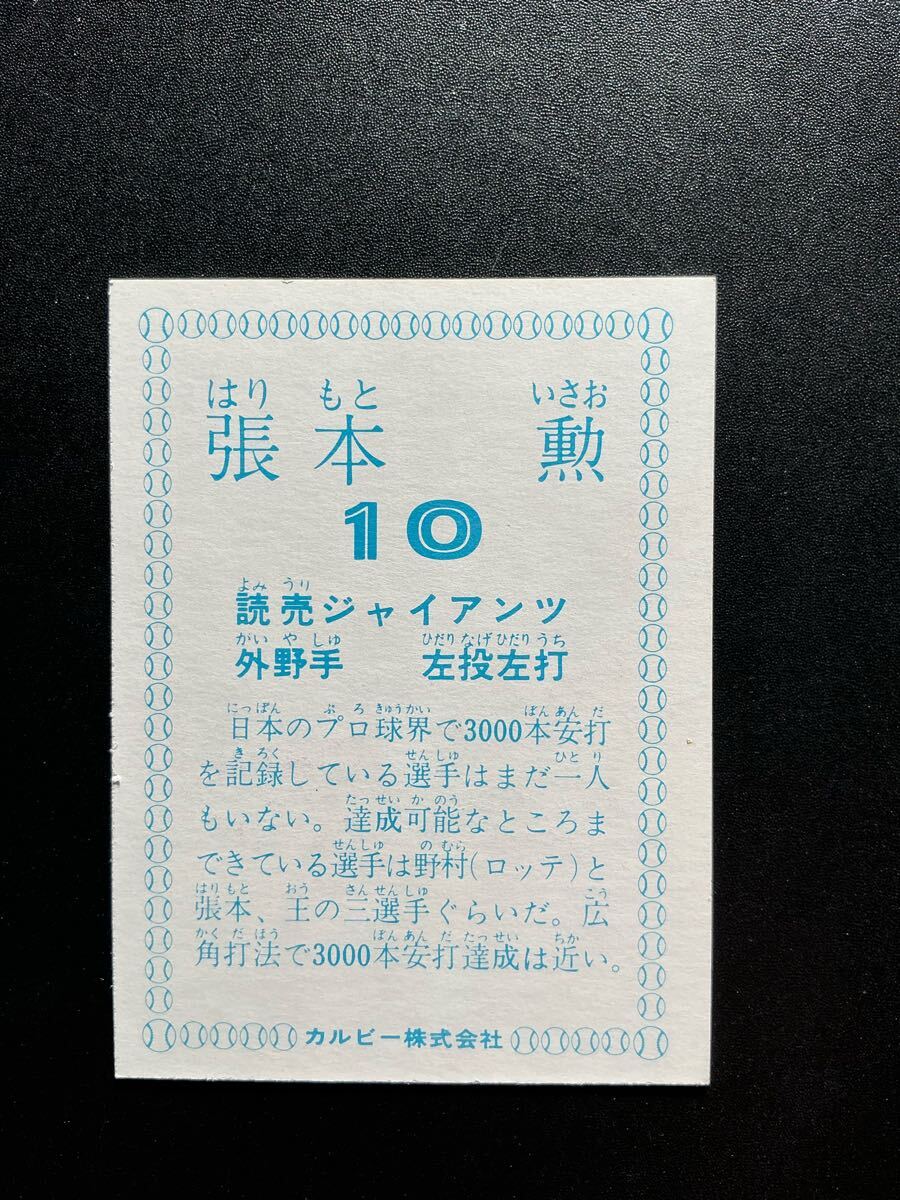 はり もと いさお
張本 勲
10
よみ うり
読売ジャイアンツ
がい や しゅ ひだり なげ ひだり うち
外野手 左投左打
にっぽん ぷ ろ きゅうかい ぼん あん だ
日本のプロ球界で3000本安打
き ろく せん しゅ ひと り
を記録している選手はまだ一人
たっ せい か のう
もいない。達成可能なところま
せん しゅ の むら
できている選手は野村(ロッテ)と
はり もと おう さん せん しゅ こう
張本、王の三選手ぐらいだ。広
かく だ ほう ぼん あん だ たっ せい ちか
角打法で3000本安打達成は近い。
カルビー株式会社